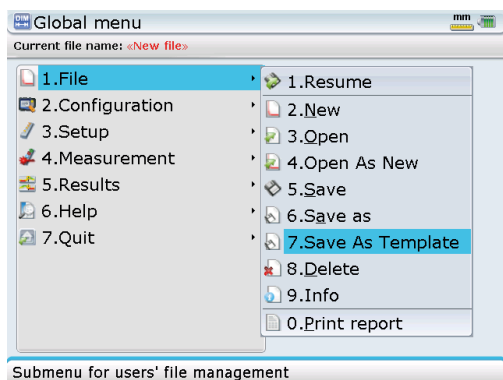 Global menu
mm
Current file name: «New file»
1.File
2.Configuration
3.Setup
4.Measurement
5.Results
6.Help
7.Quit
1.Resume
2.New
3.Open
4.Open As New
5.Save
6.Save as
7.Save As Template
8.Delete
9.Info
0.Print report
Submenu for users' file management